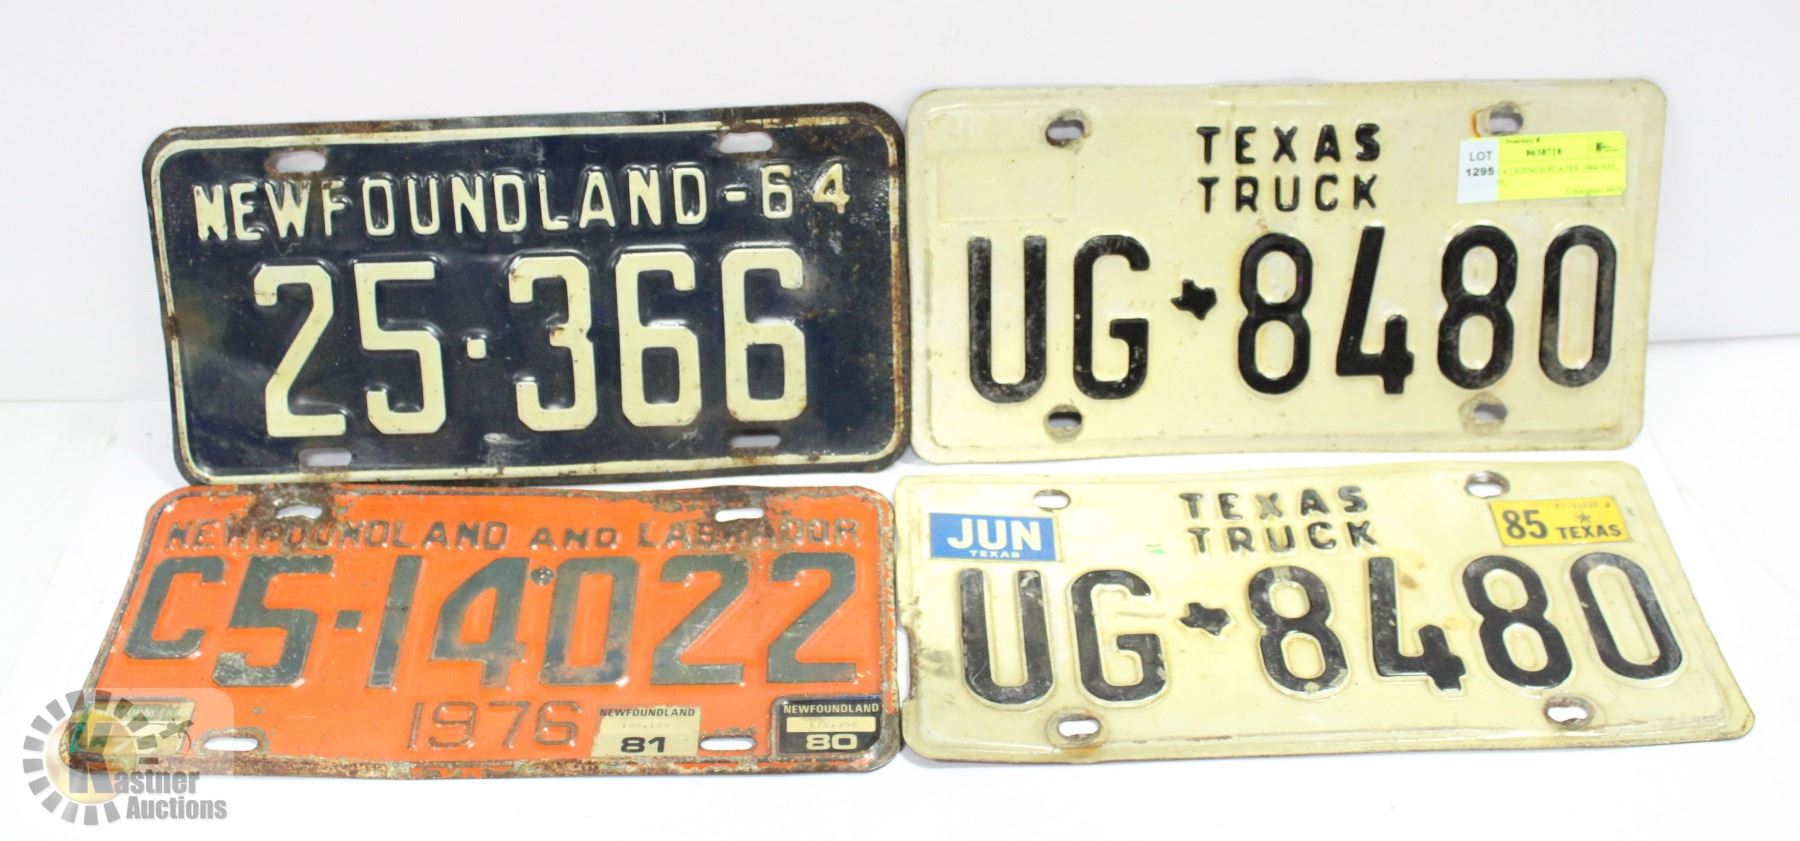 NEWFOUNDLAND-64
25·366
TEXAS
TRUCK
UG 8480
LOT
1295
NEWFOUNDLAND AND LABRADOR
C5-14022
1976
NEWFOUNDLAND
81
NEWFOUNDLAND
80
JUN
TEXAS
TEXAS
TRUCK
85 TEXAS
UG 8480
Kastner
Auctions